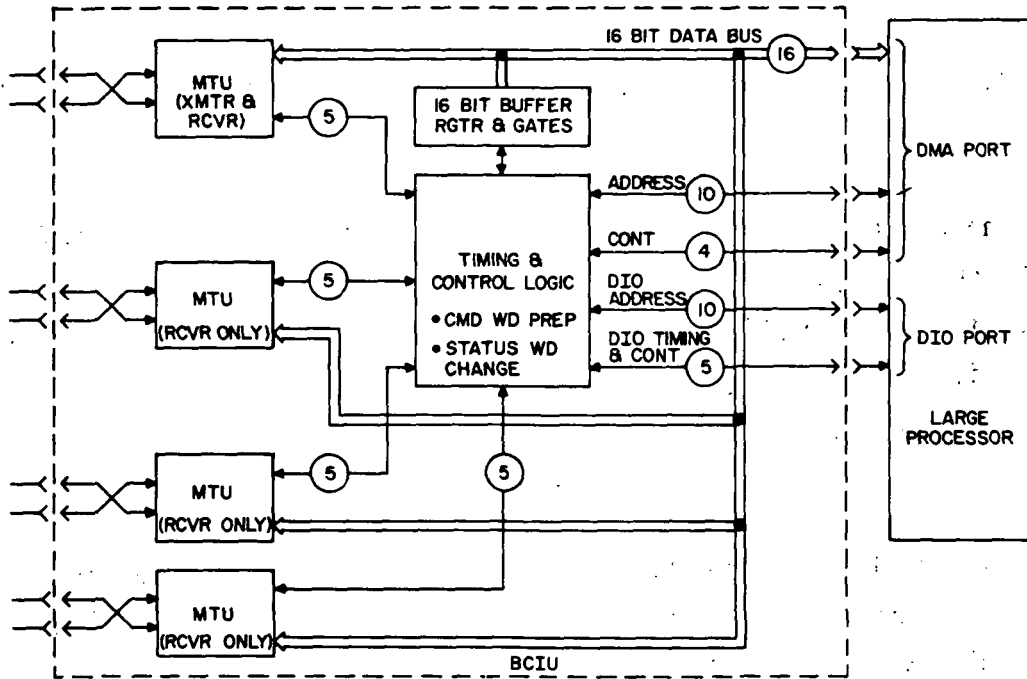 16 BIT DATA BUS
16
MTU
(XMTR &
RCVR)
5
16 BIT BUFFER
RGTR & GATES
DMA PORT
ADDRESS
10
CONT
4
TIMING &
CONTROL LOGIC
• CMD WD PREP
• STATUS WD
CHANGE
MTU
(RCVR ONLY)
5
DIO
ADDRESS
10
DIO TIMING
& CONT
5
DIO PORT
LARGE
PROCESSOR
MTU
(RCVR ONLY)
5
5
MTU
(RCVR ONLY)
BCIU